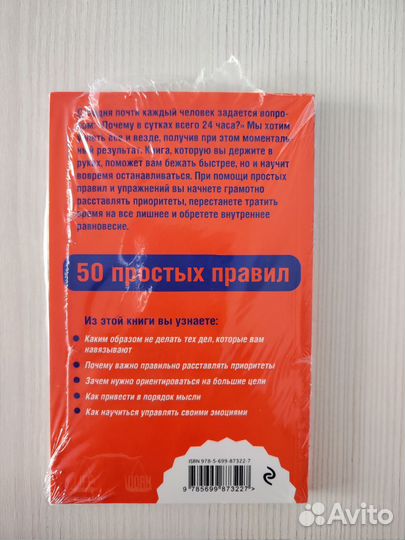 Сегодня почти каждый человек задается вопро-
сом: «Почему в сутках всего 24 часа?» Мы хотим
успеть все и везде, получив при этом моменталь-
ный результат. Книга, которую вы держите в
руках, поможет вам бежать быстрее, но и научит
вовремя останавливаться. При помощи простых
правил и упражнений вы начнете грамотно
расставлять приоритеты, перестанете тратить
время на все лишнее и обретете внутреннее
равновесие.
50 простых правил
Из этой книги вы узнаете:
Каким образом не делать тех дел, которые вам
навязывают
Почему важно правильно расставлять приоритеты
Зачем нужно ориентироваться на большие цели
Как привести в порядок мысли
Как научиться управлять своими эмоциями
ISBN 978-5-699-87322-7
9 785699 873227 >
Avito